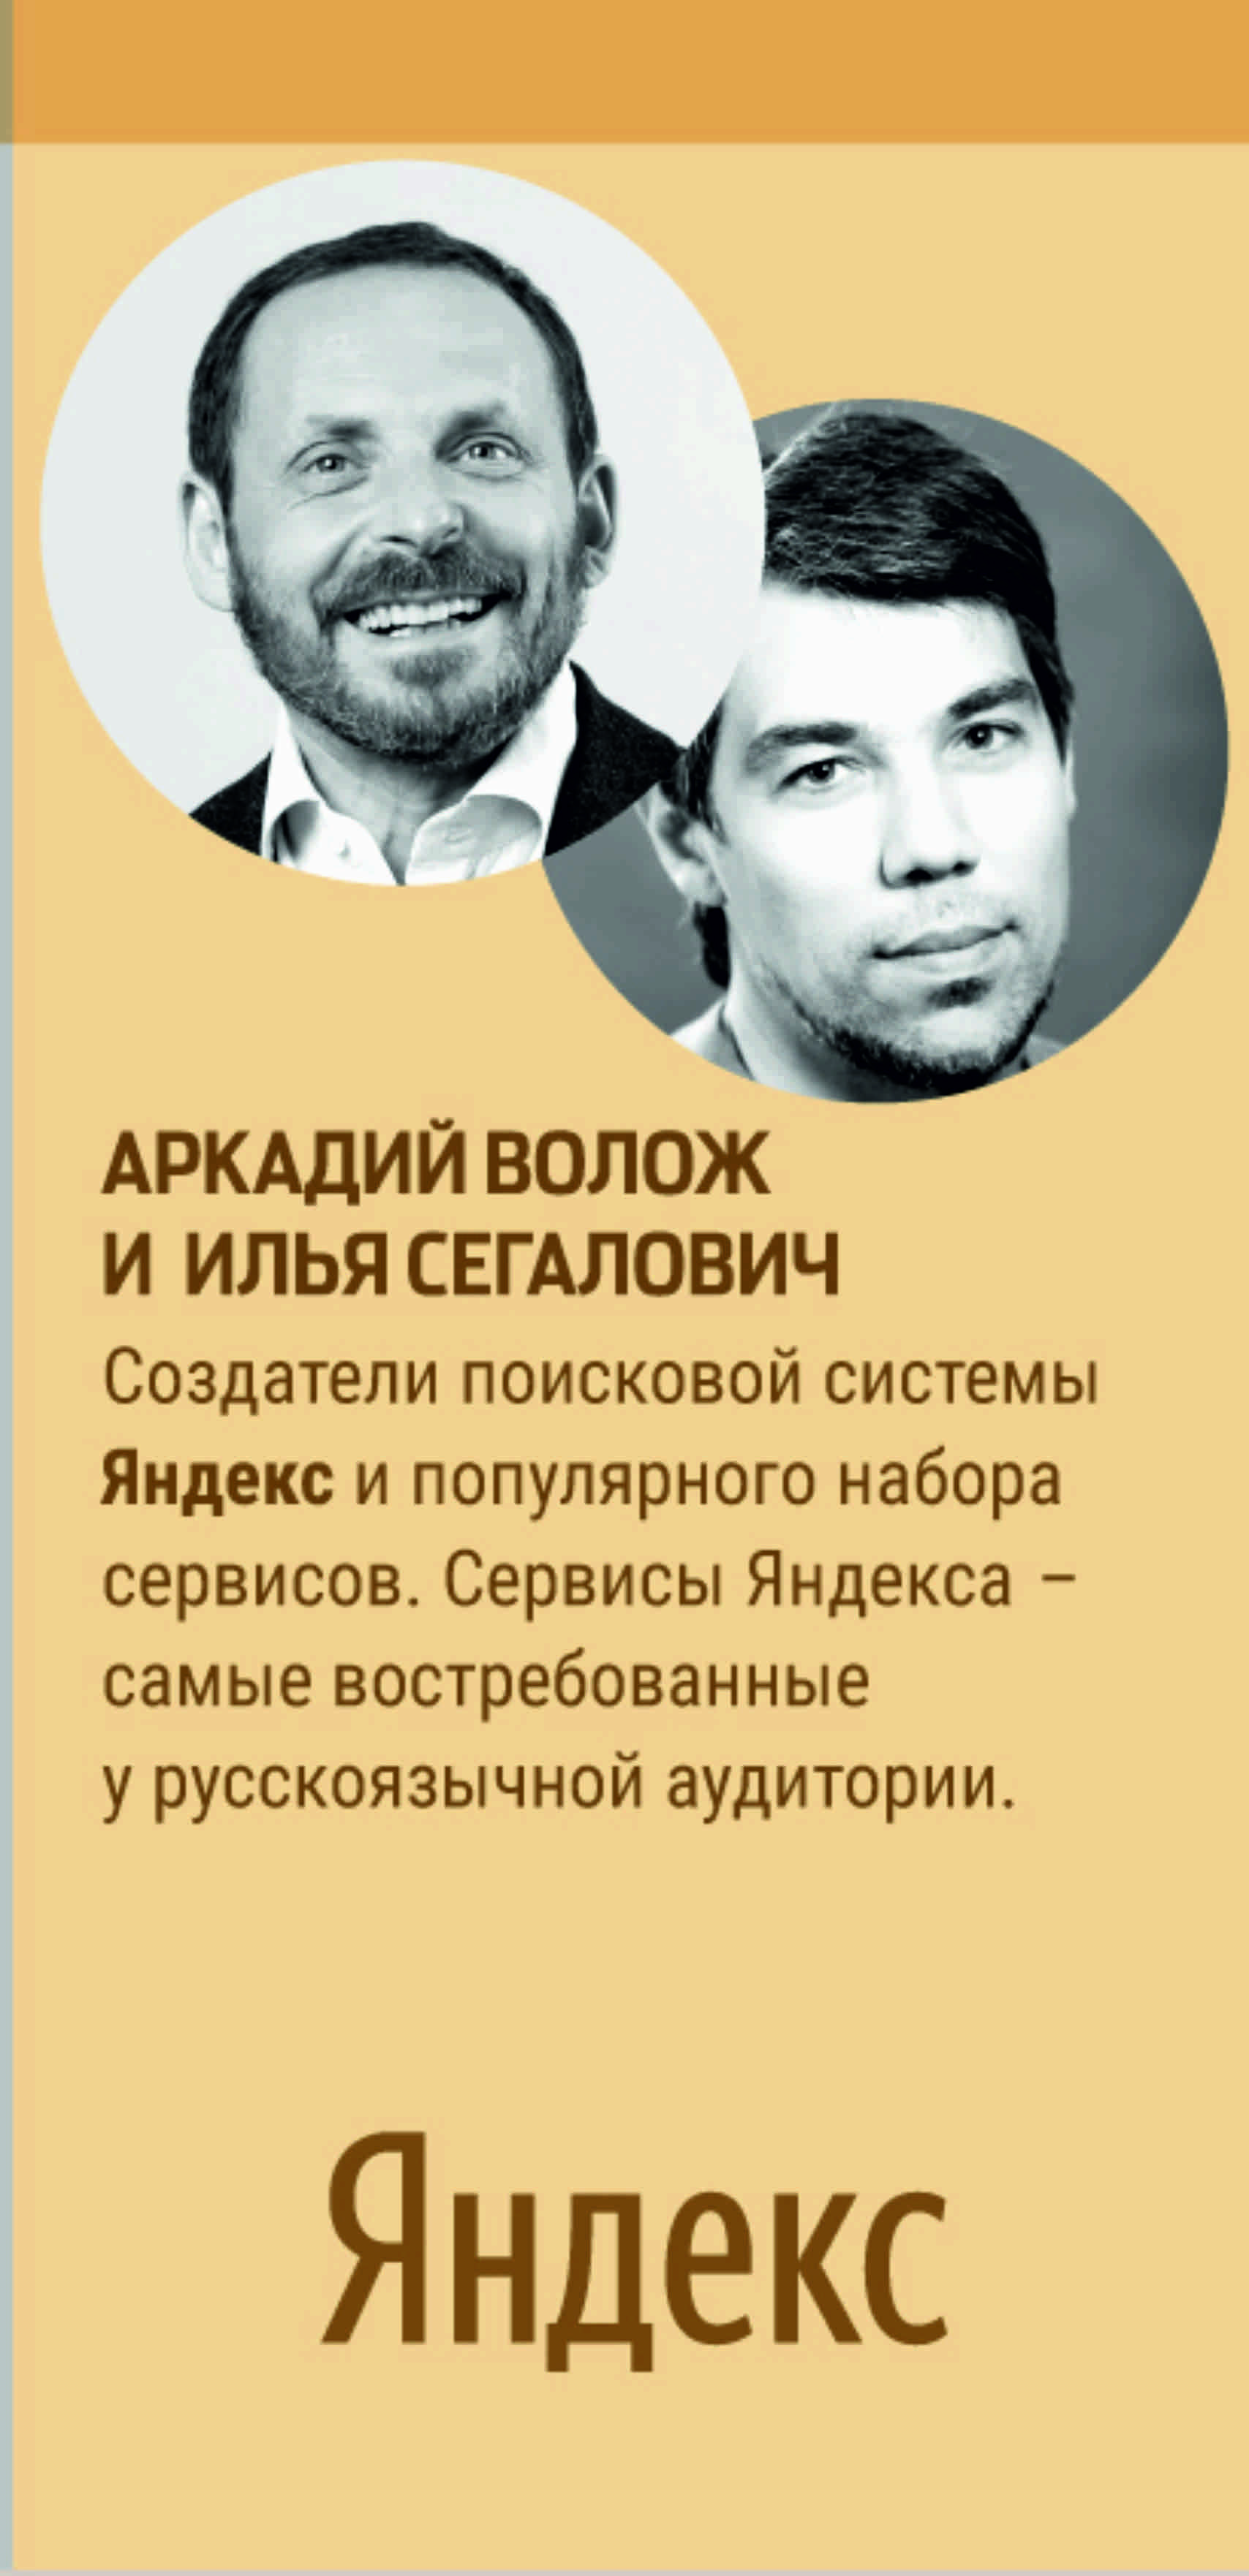 АРКАДИЙ ВОЛОЖ
И ИЛЬЯ СЕГАЛОВИЧ
Создатели поисковой системы
Яндекс и популярного набора
сервисов. Сервисы Яндекса –
самые востребованные
у русскоязычной аудитории.
Яндекс